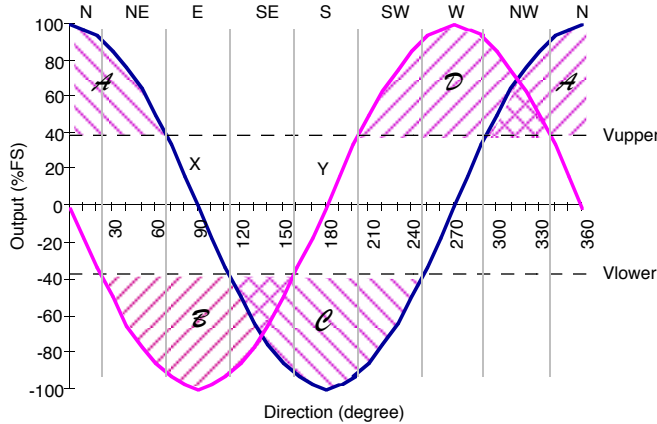 N NE E SE S SW W NW N
100
80
60
40
20
0
-20
-40
-60
-80
-100
Output (%FS)
A
B
C
D
A
X
Y
Vupper
Vlower
30 60 90 120 150 180 210 240 270 300 330 360
Direction (degree)